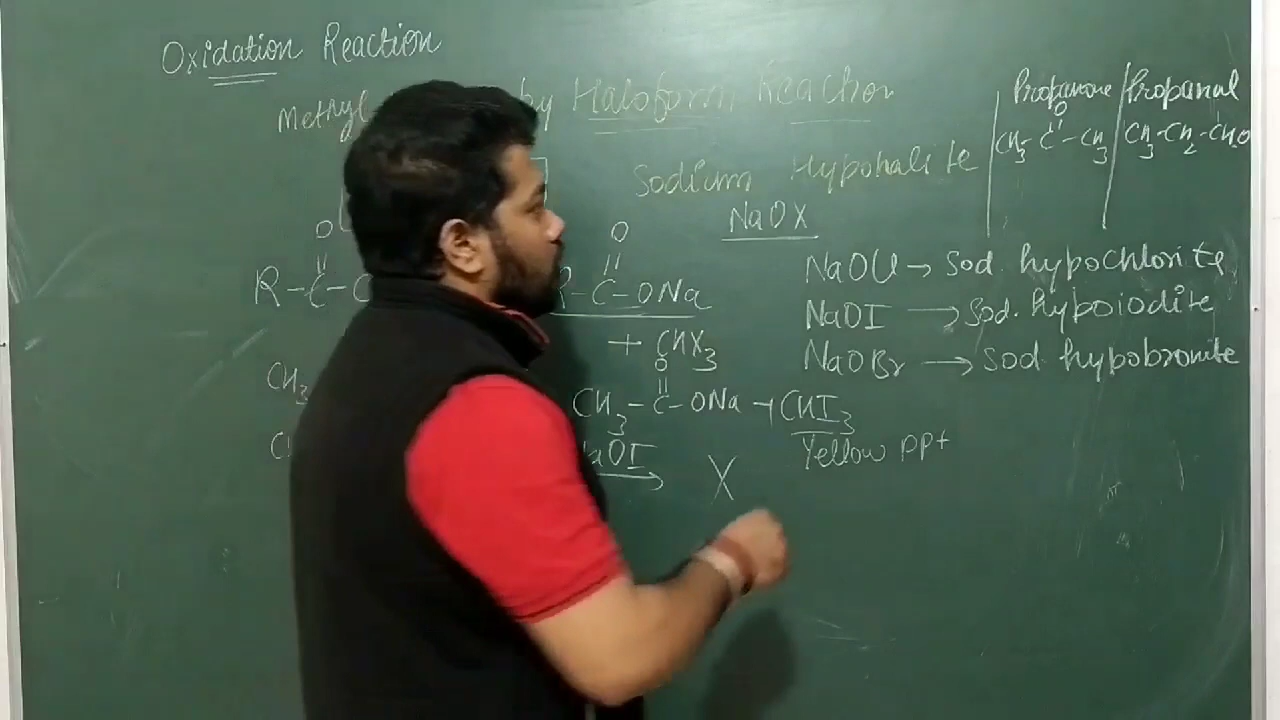 Oxidation Reaction
Methyl by Haloform Reaction
Propanone / Propanal
O
CH3-C-CH3
CH3-CH2-CHO
Sodium Hypohalite
NaOX
O
R-C-
O
R-C-ONa
+ CHX3
NaOCl → Sod. hypochlorite
NaOI → Sod. hypoiodite
NaOBr → Sod hypobromite
CH3
O
CH3-C-ONa + CHI3
Yellow ppt
NaOI → X